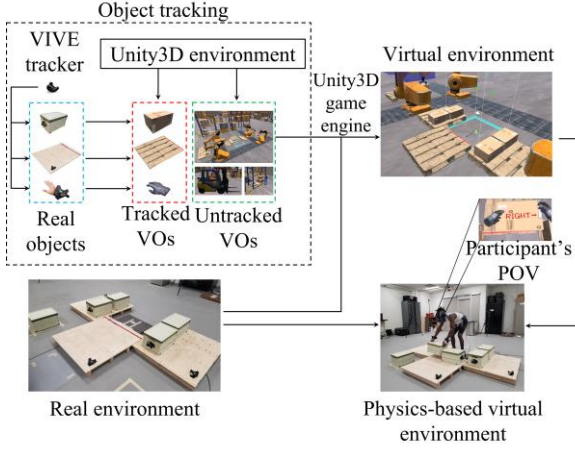 Object tracking
VIVE
tracker
Unity3D environment
Real
objects
Tracked
VOs
Untracked
VOs
Unity3D
game
engine
Virtual environment
RIGHT
Participant's
POV
Real environment
Physics-based virtual
environment